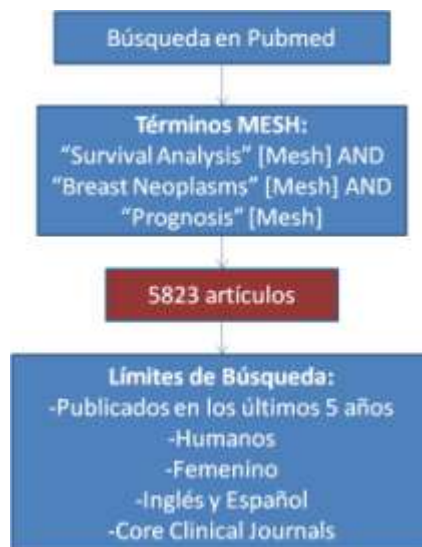 Búsqueda en Pubmed
Términos MESH:
“Survival Analysis” [Mesh] AND
“Breast Neoplasms” [Mesh] AND
“Prognosis” [Mesh]
5823 artículos
Límites de Búsqueda:
-Publicados en los últimos 5 años
-Humanos
-Femenino
-Inglés y Español
-Core Clinical Journals